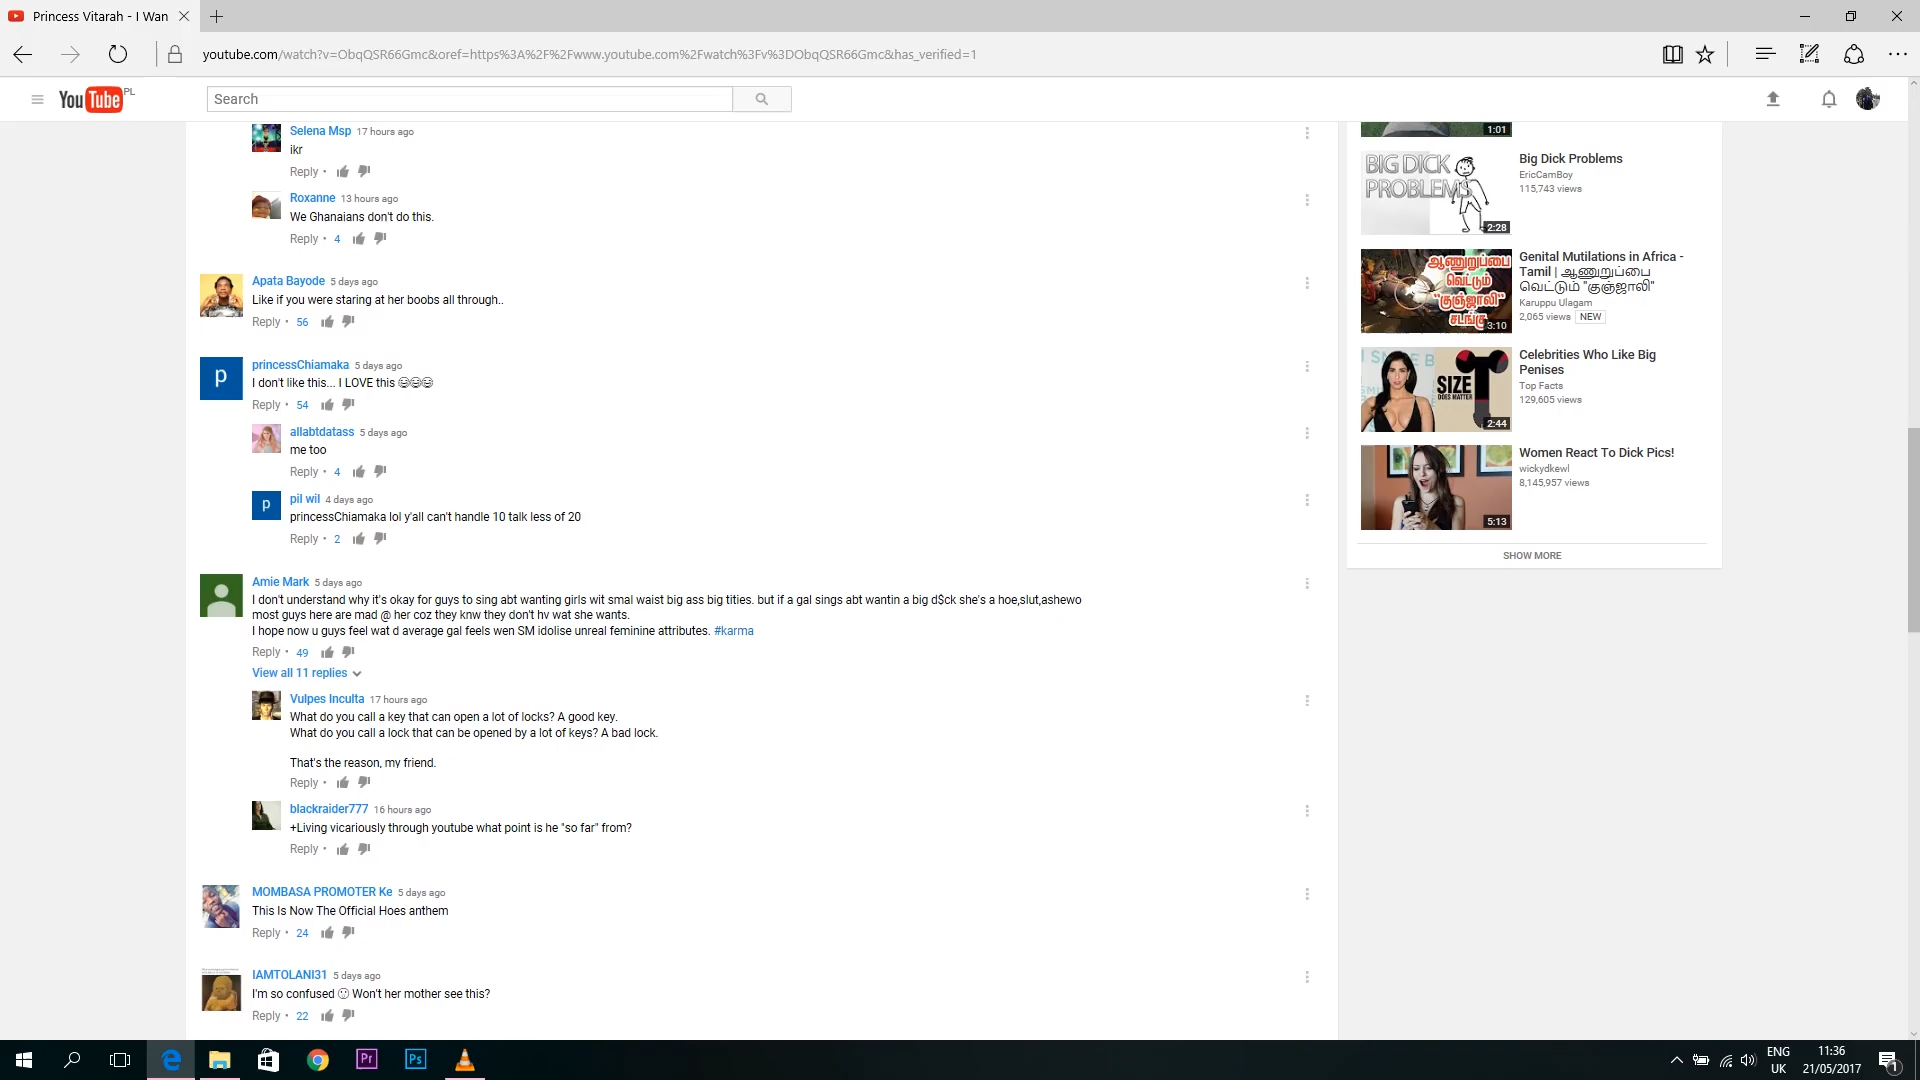 Princess Vitarah - I Wan
youtube.com/watch?v=ObqQSR66Gmc&oref=https%3A%2F%2Fwww.youtube.com%2Fwatch%3Fv%3DObqQSR66Gmc&has_verified=1
YouTube PL
Search
Selena Msp 17 hours ago
ikr
Reply •
Roxanne 13 hours ago
We Ghanaians don't do this.
Reply • 4
Apata Bayode 5 days ago
Like if you were staring at her boobs all through..
Reply • 56
p
princessChiamaka 5 days ago
I don't like this... I LOVE this 😂😂😂
Reply • 54
allabtdatass 5 days ago
me too
Reply • 4
p
pil wil 4 days ago
princessChiamaka lol y'all can't handle 10 talk less of 20
Reply • 2
Amie Mark 5 days ago
I don't understand why it's okay for guys to sing abt wanting girls wit smal waist big ass big tities. but if a gal sings abt wantin a big d$ck she's a hoe,slut,ashewo
most guys here are mad @ her coz they knw they don't hv wat she wants.
I hope now u guys feel wat d average gal feels wen SM idolise unreal feminine attributes. #karma
Reply • 49
View all 11 replies
Vulpes Inculta 17 hours ago
What do you call a key that can open a lot of locks? A good key.
What do you call a lock that can be opened by a lot of keys? A bad lock.
That's the reason, my friend.
Reply •
blackraider777 16 hours ago
+Living vicariously through youtube what point is he "so far" from?
Reply •
MOMBASA PROMOTER Ke 5 days ago
This Is Now The Official Hoes anthem
Reply • 24
IAMTOLANI31 5 days ago
I'm so confused 😕 Won't her mother see this?
Reply • 22
1:01
BIG DICK
PROBLEMS
2:28
Big Dick Problems
EricCamBoy
115,743 views
ஆணுறுப்பை
வெட்டும்
"குஞ்ஜாலி"
சடங்கு
3:10
Genital Mutilations in Africa -
Tamil | ஆணுறுப்பை
வெட்டும் "குஞ்ஜாலி"
Karuppu Ulagam
2,065 views NEW
SIZE
DOES MATTER
2:44
Celebrities Who Like Big
Penises
Top Facts
129,605 views
5:13
Women React To Dick Pics!
wickydkewl
8,145,957 views
SHOW MORE
Pr
Ps
ENG
UK
11:36
21/05/2017
1